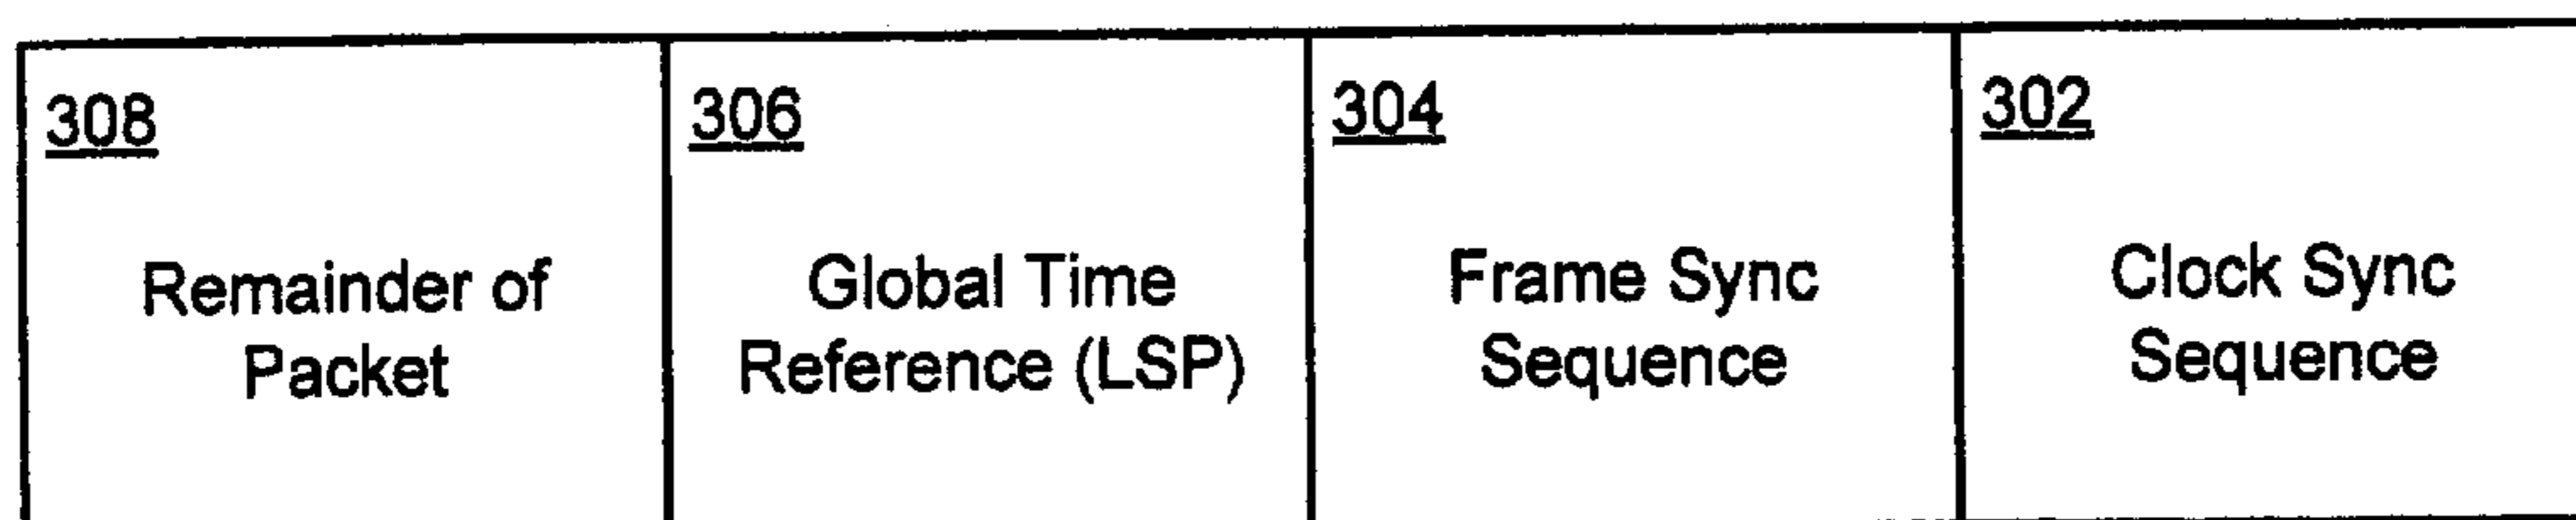 308
Remainder of
Packet
306
Global Time
Reference (LSP)
304
Frame Sync
Sequence
302
Clock Sync
Sequence